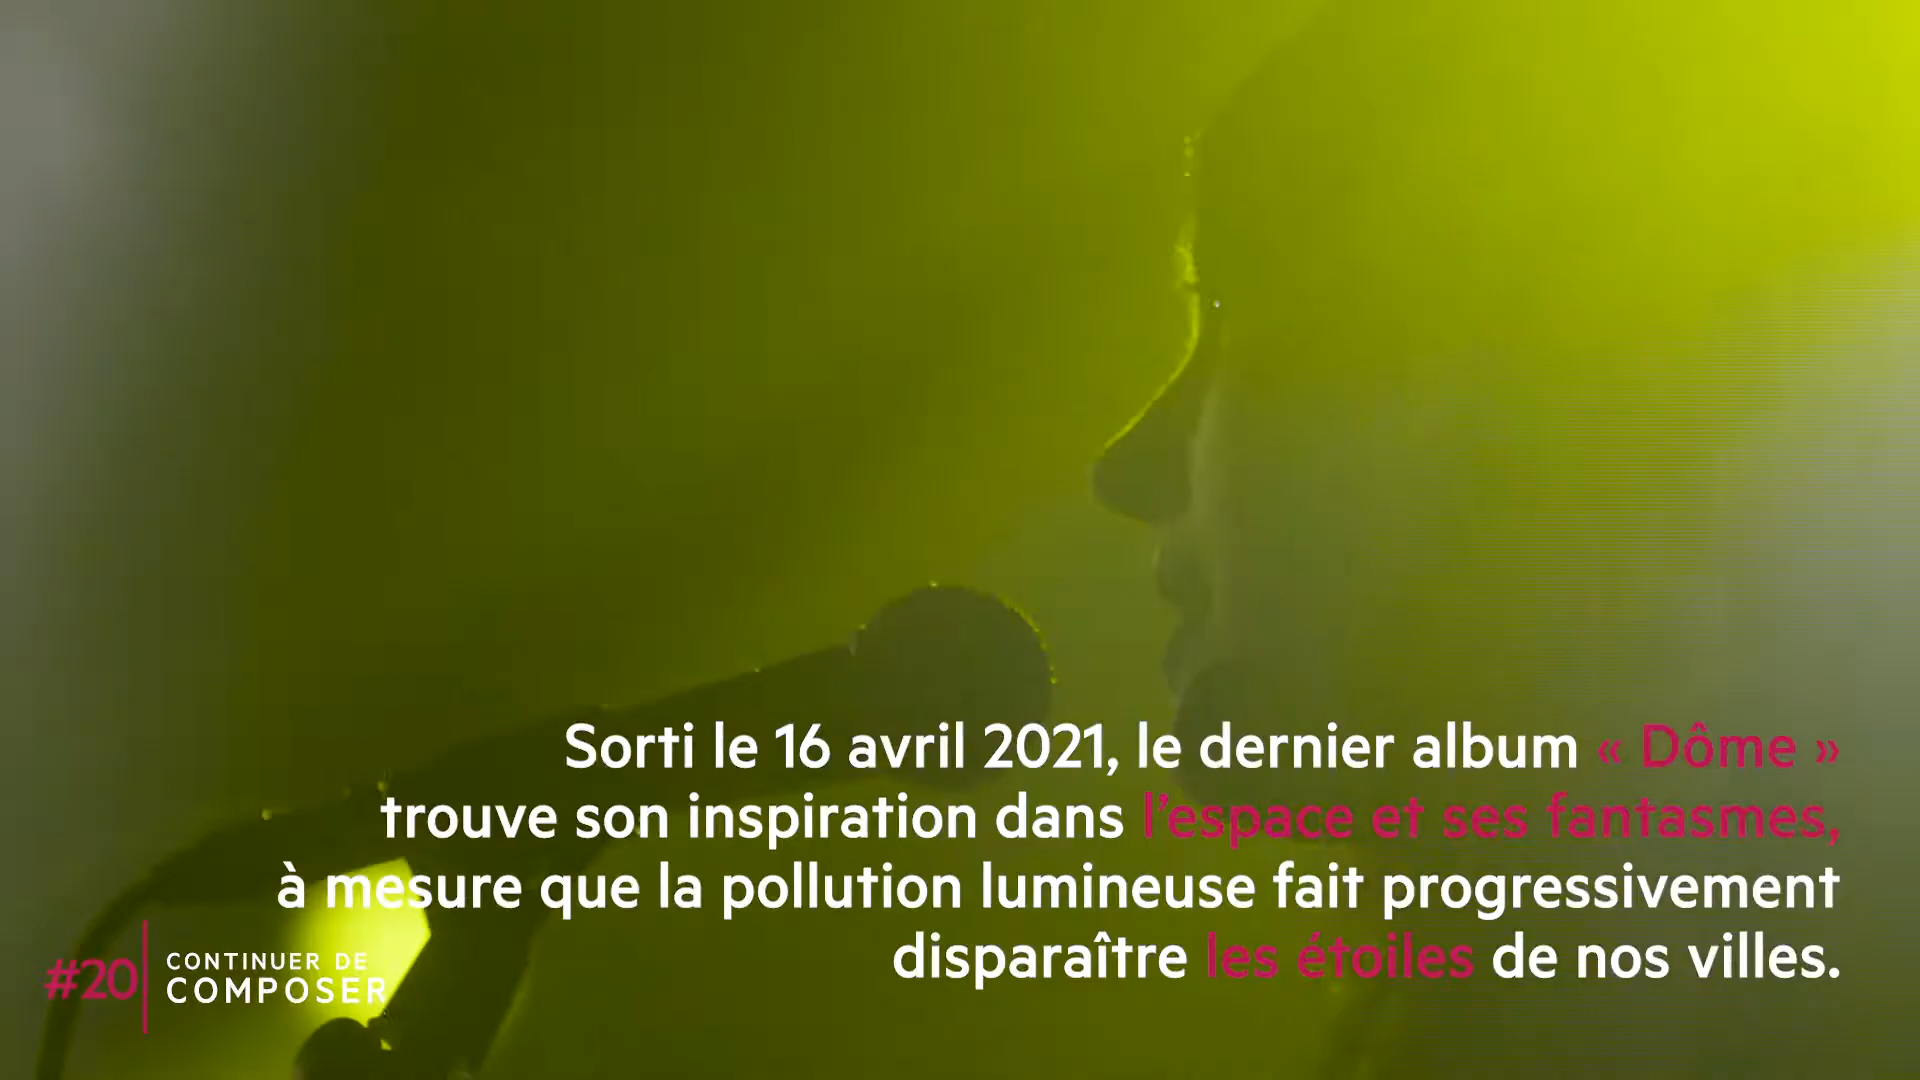 Sorti le 16 avril 2021, le dernier album « Dôme »
trouve son inspiration dans l'espace et ses fantasmes,
à mesure que la pollution lumineuse fait progressivement
disparaître les étoiles de nos villes.
#20
CONTINUER DE
COMPOSER